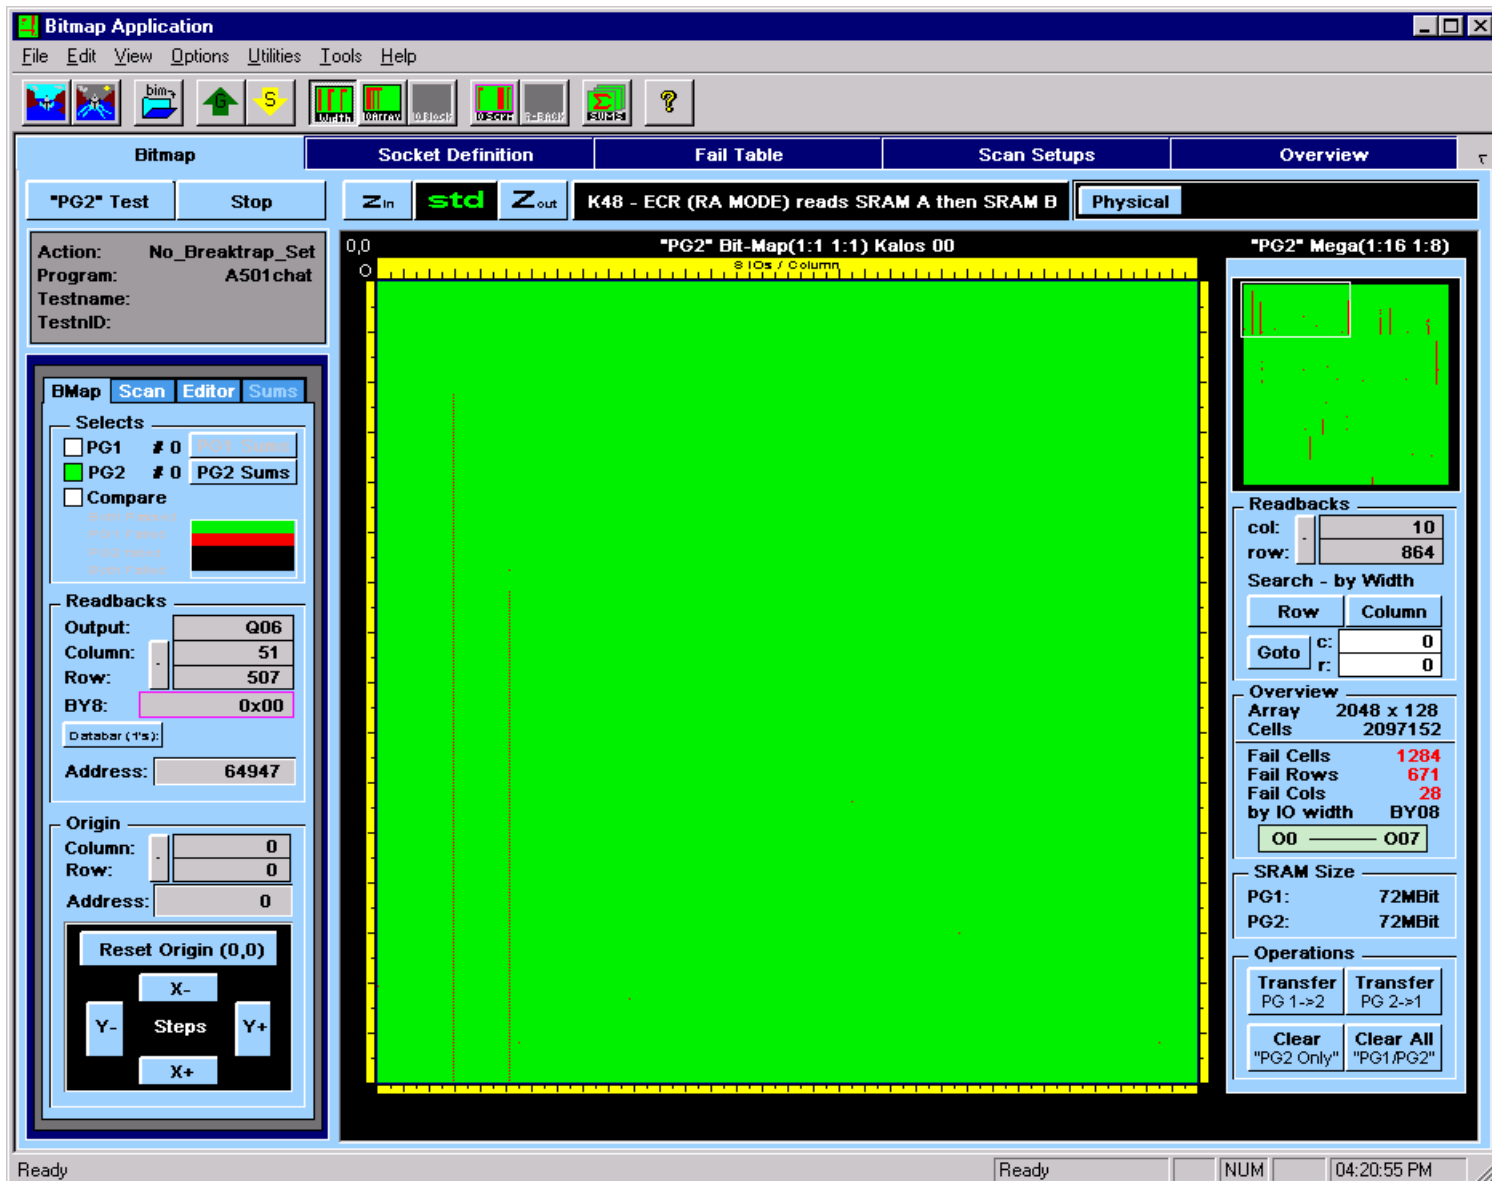 Bitmap Application
File Edit View Options Utilities Tools Help
bim
G
S
Width
SUMS
?
Bitmap
Socket Definition
Fail Table
Scan Setups
Overview
"PG2" Test
Stop
Z In
std
Z out
K48 - ECR (RA MODE) reads SRAM A then SRAM B
Physical
Action: No_Breaktrap_Set
Program: A501chat
Testname:
TestnID:
BMap Scan Editor Sums
Selects
PG1 # 0
PG2 # 0 PG2 Sums
Compare
Readbacks
Output: Q06
Column: 51
Row: 507
BY8: 0x00
Databar (1's):
Address: 64947
Origin
Column: 0
Row: 0
Address: 0
Reset Origin (0,0)
X-
Y- Steps Y+
X+
0,0
"PG2" Bit-Map(1:1 1:1) Kalos 00
O
8 IOs / Column
"PG2" Mega(1:16 1:8)
Readbacks
col: 10
row: 864
Search - by Width
Row Column
Goto c: 0
r: 0
Overview
Array 2048 x 128
Cells 2097152
Fail Cells 1284
Fail Rows 671
Fail Cols 28
by IO width BY08
O0 O07
SRAM Size
PG1: 72MBit
PG2: 72MBit
Operations
Transfer PG 1->2
Transfer PG 2->1
Clear "PG2 Only"
Clear All "PG1/PG2"
Ready
Ready
NUM
04:20:55 PM